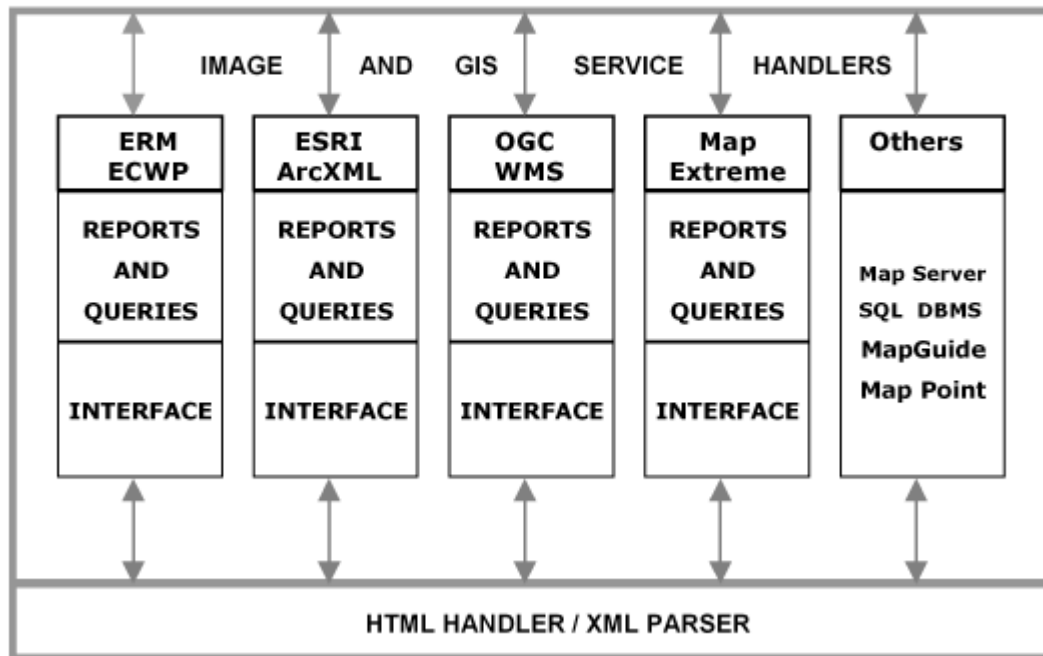 IMAGE AND GIS SERVICE HANDLERS
ERM
ECWP
REPORTS
AND
QUERIES
INTERFACE
ESRI
ArcXML
REPORTS
AND
QUERIES
INTERFACE
OGC
WMS
REPORTS
AND
QUERIES
INTERFACE
Map
Extreme
REPORTS
AND
QUERIES
INTERFACE
Others
Map Server
SQL DBMS
MapGuide
Map Point
HTML HANDLER / XML PARSER